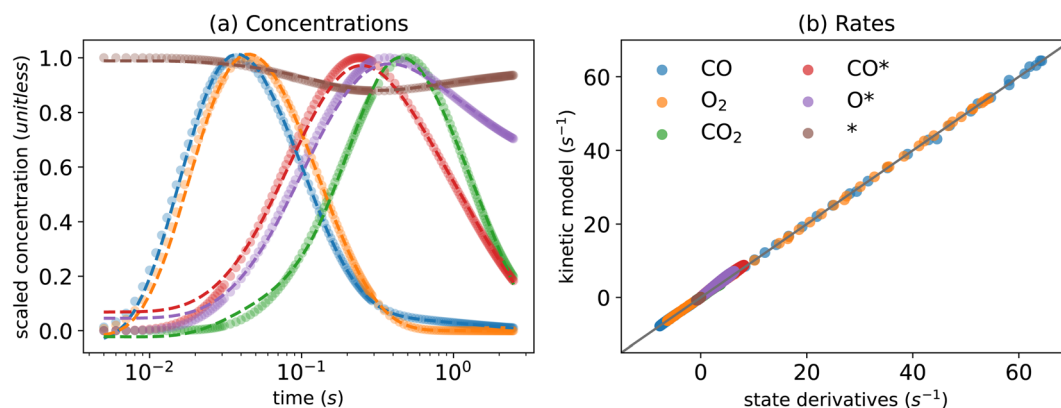 (a) Concentrations
scaled concentration (unitless)
1.0
0.8
0.6
0.4
0.2
0.0
10⁻²
10⁻¹
10⁰
time (s)
(b) Rates
kinetic model (s⁻¹)
60
40
20
0
CO
O₂
CO₂
CO*
O*
*
0
20
40
60
state derivatives (s⁻¹)